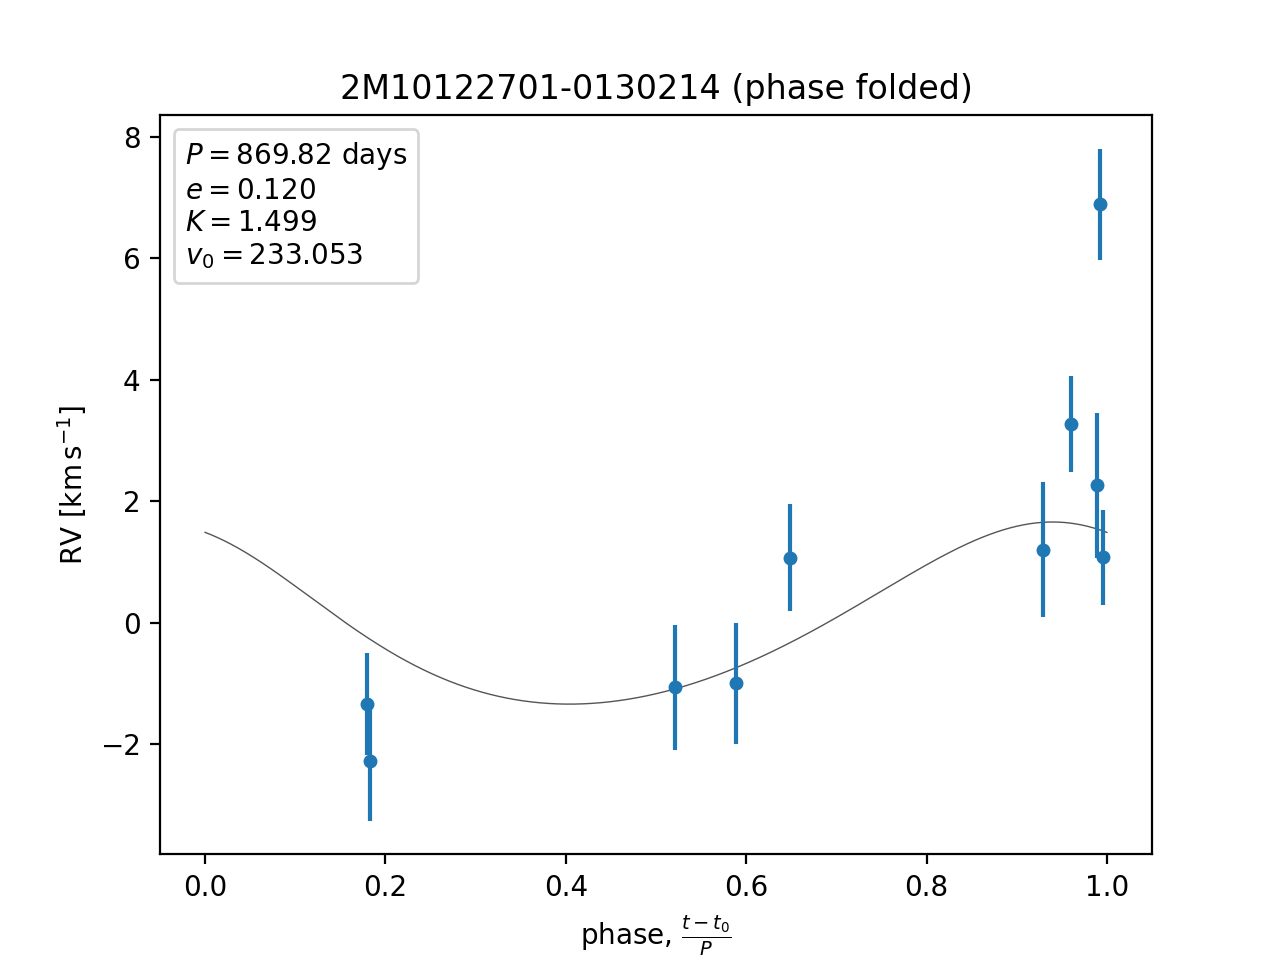 2M10122701-0130214 (phase folded)
P = 869.82 days
e = 0.120
K = 1.499
v₀ = 233.053
8
6
4
2
0
−2
RV [km s⁻¹]
0.0 0.2 0.4 0.6 0.8 1.0
phase, (t − t₀)/P